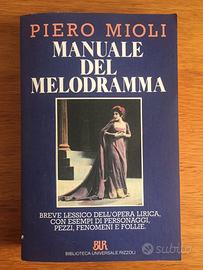 PIERO MIOLI
MANUALE
DEL
MELODRAMMA
BREVE LESSICO DELL'OPERA LIRICA,
CON ESEMPI DI PERSONAGGI,
PEZZI, FENOMENI E FOLLIE.
BUR
BIBLIOTECA UNIVERSALE RIZZOLI
subito